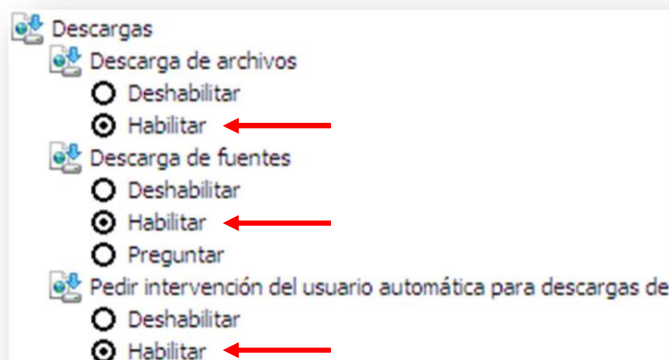 Descargas
Descarga de archivos
Deshabilitar
Habilitar
Descarga de fuentes
Deshabilitar
Habilitar
Preguntar
Pedir intervención del usuario automática para descargas de
Deshabilitar
Habilitar